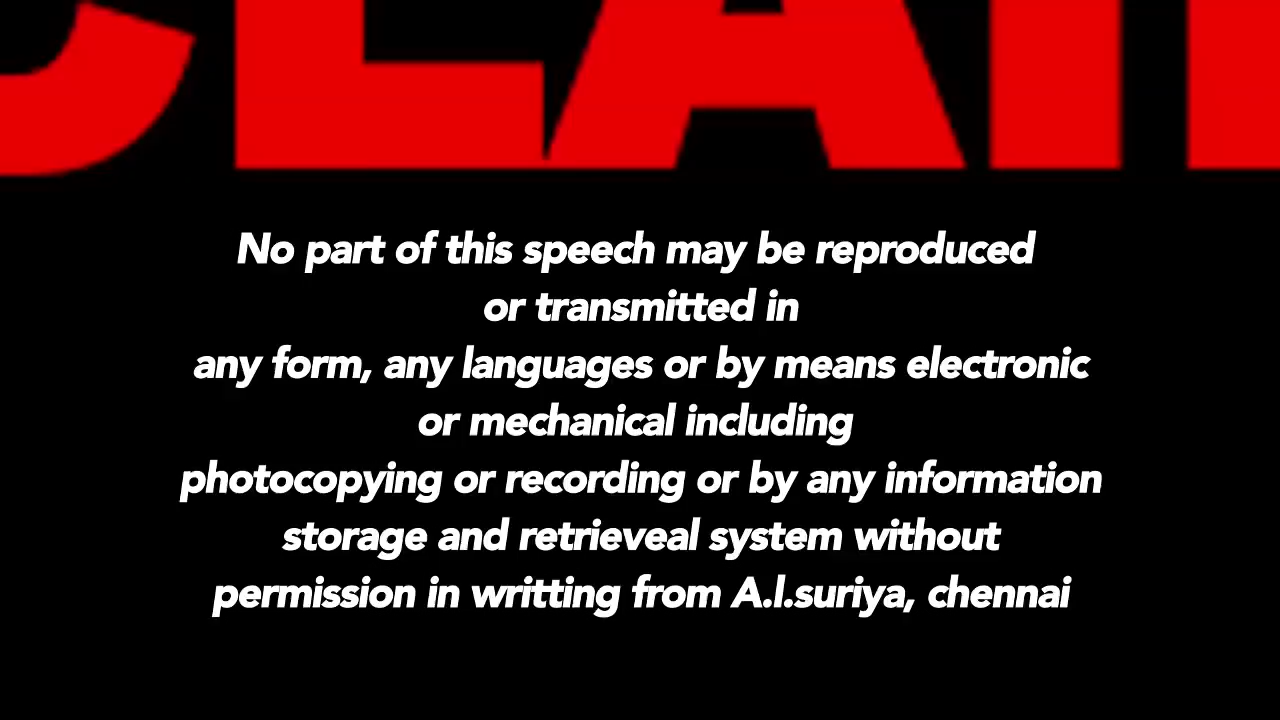 CLAI
No part of this speech may be reproduced
or transmitted in
any form, any languages or by means electronic
or mechanical including
photocopying or recording or by any information
storage and retrieveal system without
permission in writting from A.l.suriya, chennai